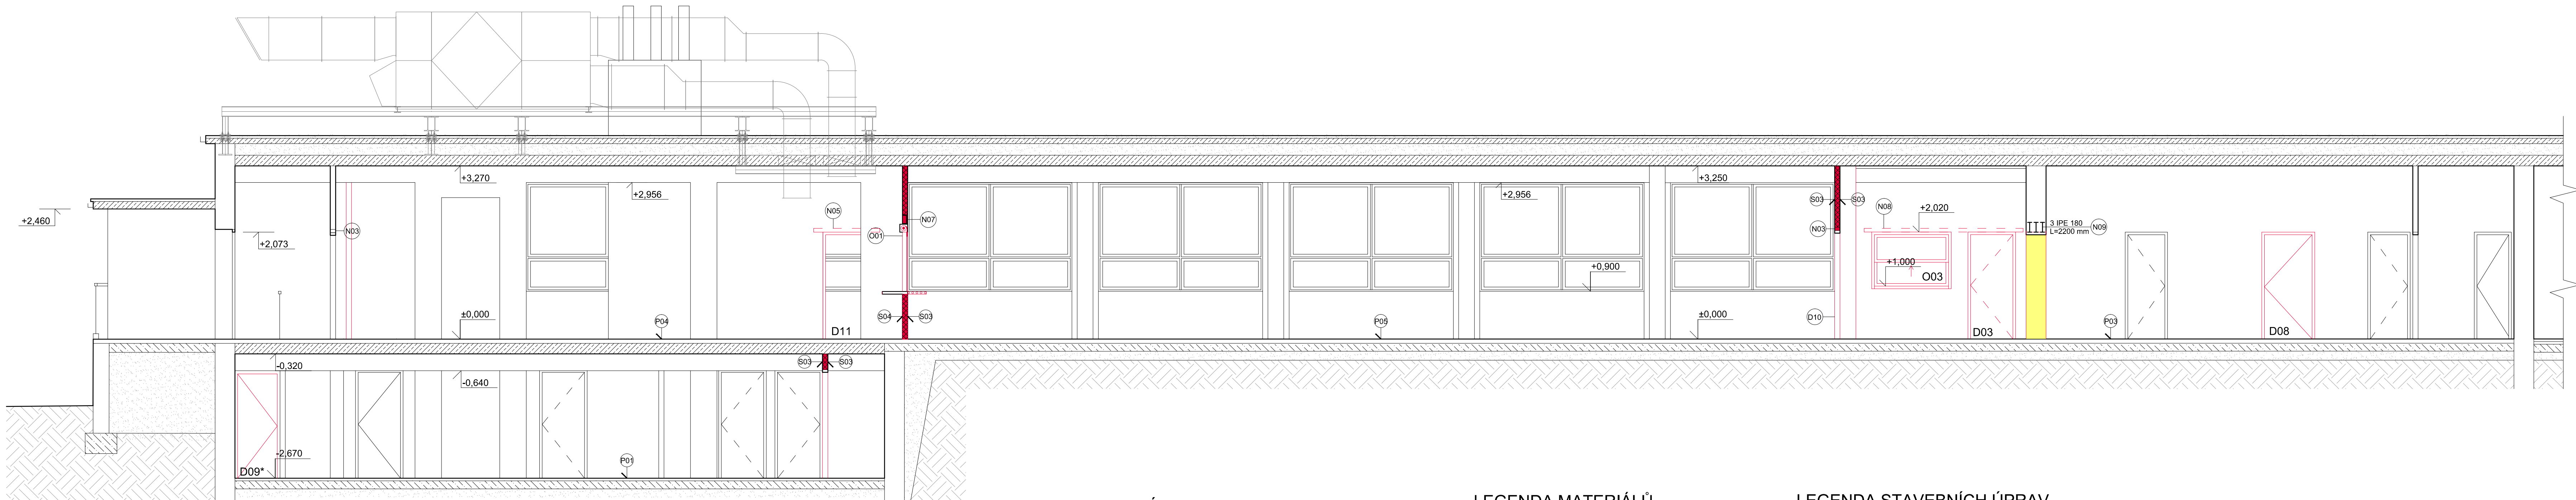 +3,270
+2,956
+2,956
+3,250
S03
S03
+2,460
+2,073
N03
N05
N07
O01
N03
N08
+2,020
3 IPE 180
L=2200 mm
N09
+0,900
+1,000
O03
±0,000
P04
D11
S04
S03
P05
±0,000
D10
D03
P03
D08
-0,320
-0,640
S03
S03
-2,670
D09*
P01
LEGENDA MATERIÁLŮ
LEGENDA STAVEBNÍCH ÚPRAV